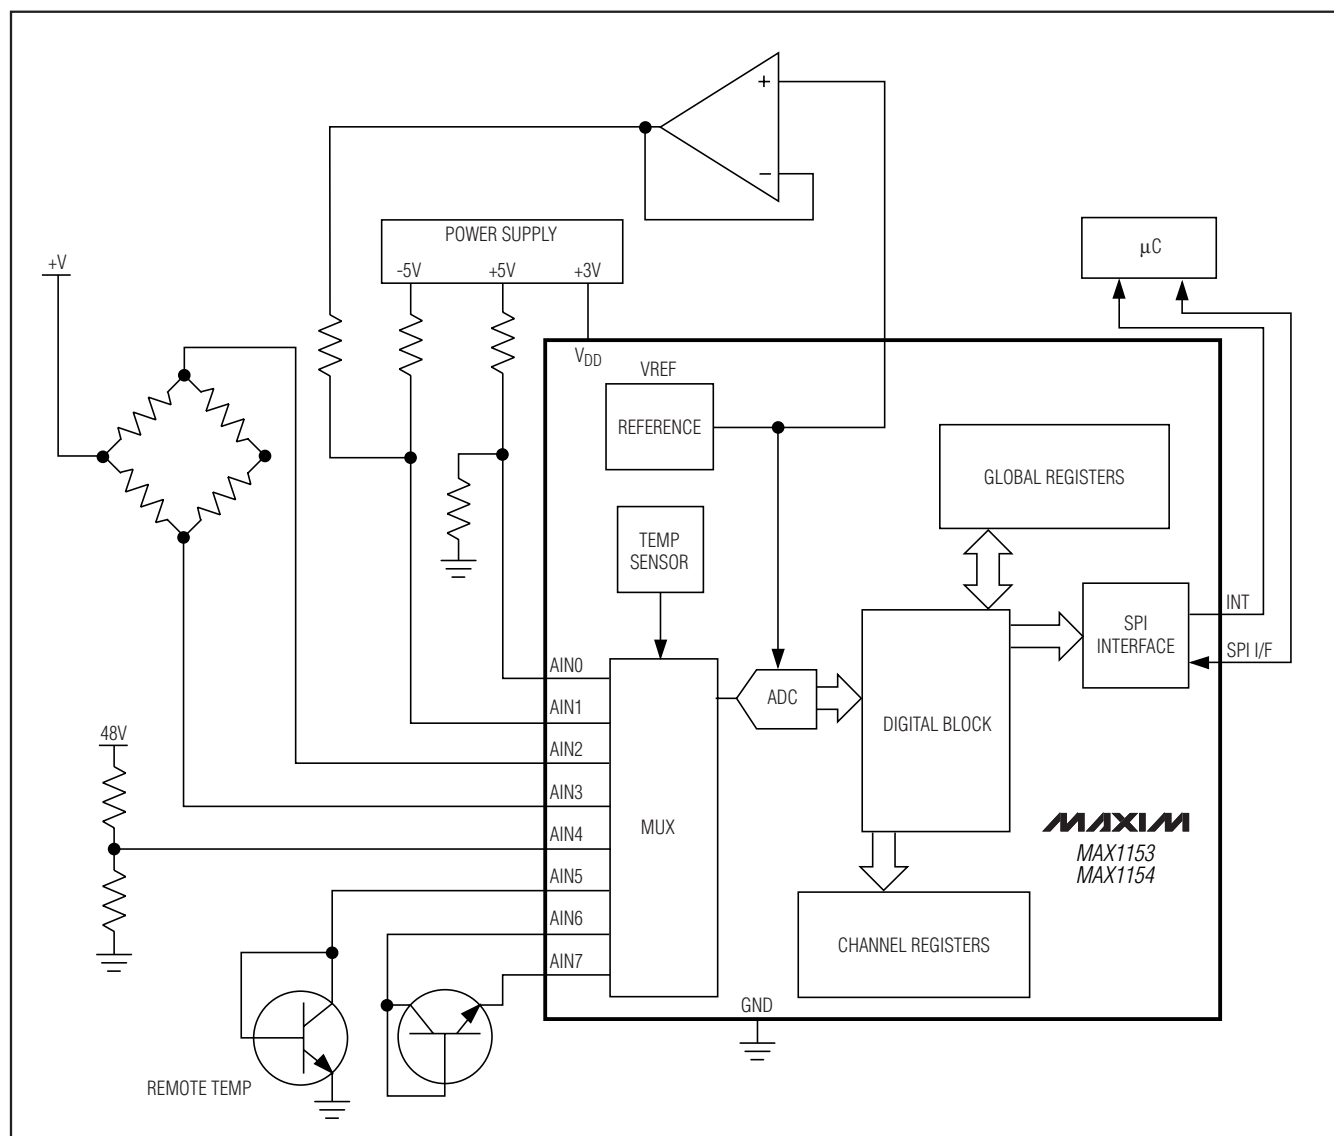 +
−
POWER SUPPLY
-5V +5V +3V
+V
µC
VDD
VREF
REFERENCE
GLOBAL REGISTERS
TEMP
SENSOR
SPI
INTERFACE
INT
SPI I/F
AIN0
AIN1
AIN2
AIN3
AIN4
AIN5
AIN6
AIN7
ADC
DIGITAL BLOCK
48V
MUX
MAXIM
MAX1153
MAX1154
CHANNEL REGISTERS
GND
REMOTE TEMP